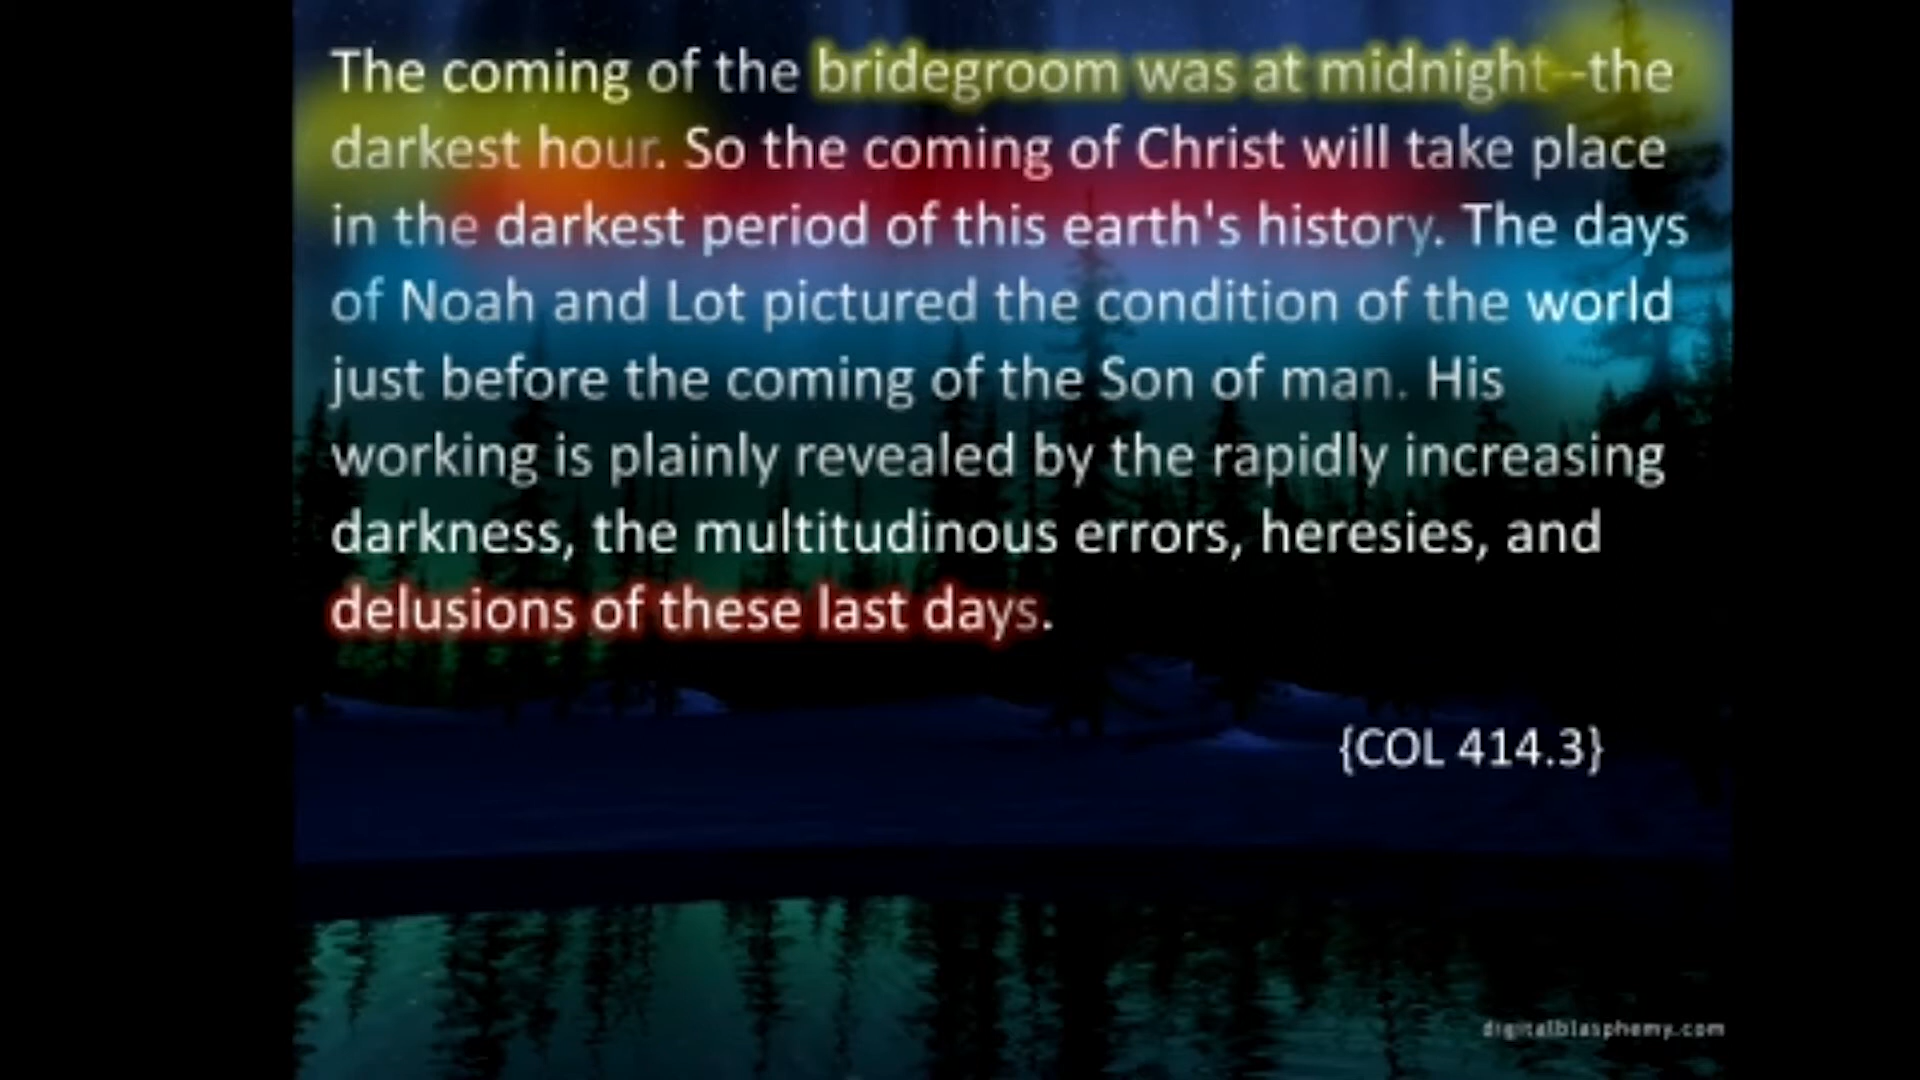 The coming of the bridegroom was at midnight--the
darkest hour. So the coming of Christ will take place
in the darkest period of this earth's history. The days
of Noah and Lot pictured the condition of the world
just before the coming of the Son of man. His
working is plainly revealed by the rapidly increasing
darkness, the multitudinous errors, heresies, and
delusions of these last days.
{COL 414.3}
digitalblasphemy.com